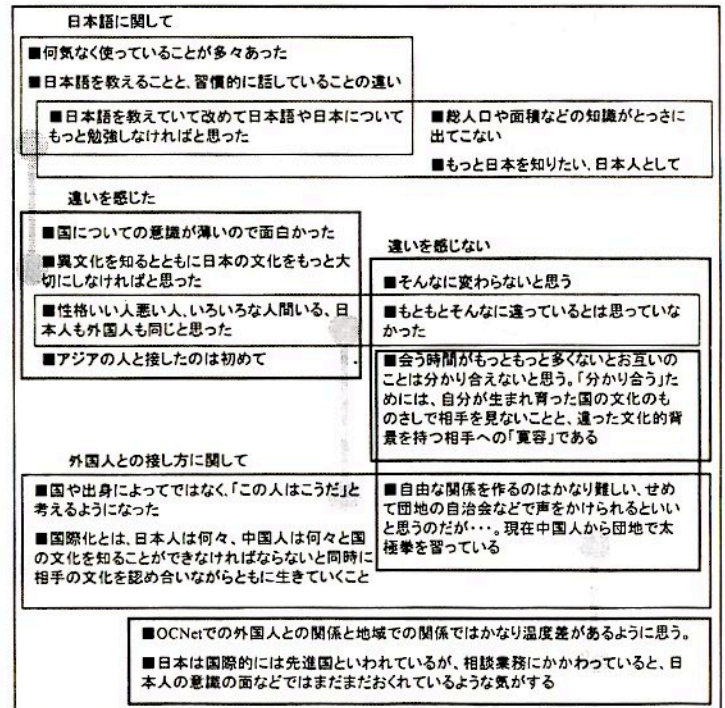 日本語に関して
■何気なく使っていることが多々あった
■日本語を教えることと、習慣的に話していることの違い
■日本語を教えていて改めて日本語や日本について
もっと勉強しなければと思った
■総人口や面積などの知識がとっさに
出てこない
■もっと日本を知りたい、日本人として
違いを感じた
■国についての意識が薄いので面白かった
■異文化を知るとともに日本の文化をもっと大
切にしなければと思った
■性格いい人悪い人、いろいろな人間いる、日
本人も外国人も同じと思った
■アジアの人と接したのは初めて
違いを感じない
■そんなに変わらないと思う
■もともとそんなに違っているとは思っていな
かった
■会う時間がもっともっと多くないとお互いの
ことは分かり合えないと思う。「分かり合う」た
めには、自分が生まれ育った国の文化のも
のさしで相手を見ないことと、違った文化的背
景を持つ相手への「寛容」である
外国人との接し方に関して
■国や出身によってではなく、「この人はこうだ」と
考えるようになった
■国際化とは、日本人は何々、中国人は何々と国
の文化を知ることができなければならないと同時に
相手の文化を認め合いながらともに生きていくこと
■自由な関係を作るのはかなり難しい、せめ
て団地の自治会などで声をかけられるといい
と思うのだが・・・。現在中国人から団地で太
極拳を習っている
■OCNetでの外国人との関係と地域での関係ではかなり温度差があるように思う。
■日本は国際的には先進国といわれているが、相談業務にかかわっていると、日
本人の意識の面などではまだまだおくれているような気がする